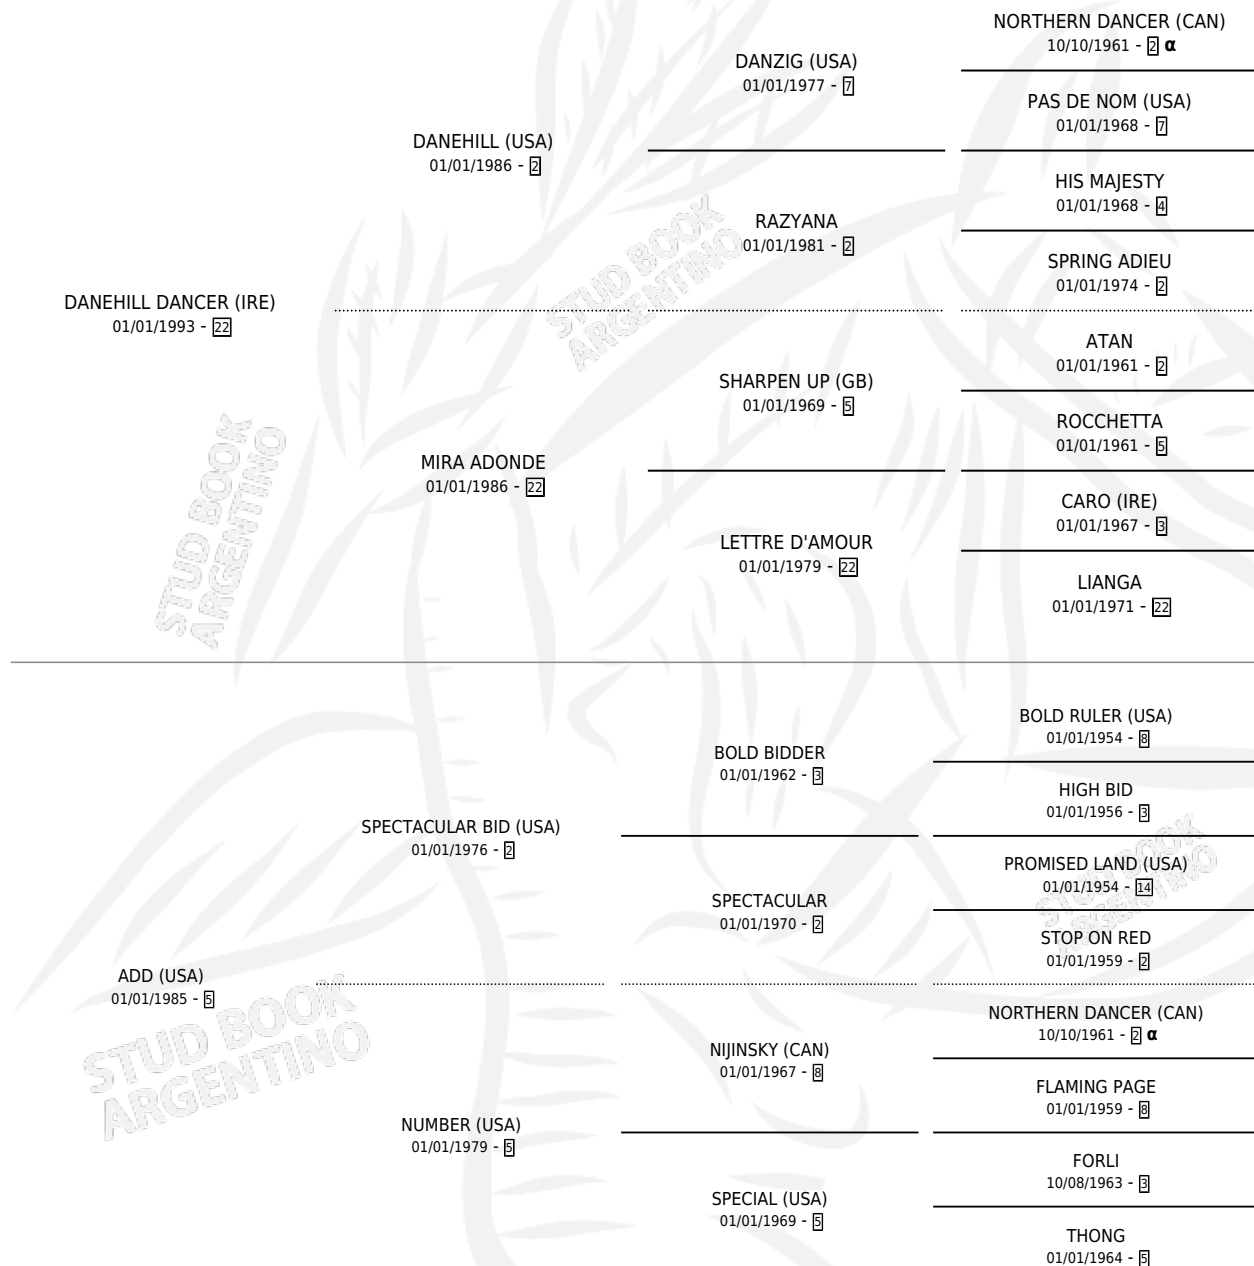 NORTHERN DANCER (CAN)
10/10/1961 - 2 α
DANZIG (USA)
01/01/1977 - 7
PAS DE NOM (USA)
01/01/1968 - 7
DANEHILL (USA)
01/01/1986 - 2
HIS MAJESTY
01/01/1968 - 4
RAZYANA
01/01/1981 - 2
SPRING ADIEU
01/01/1974 - 2
DANEHILL DANCER (IRE)
01/01/1993 - 22
ATAN
01/01/1961 - 2
SHARPEN UP (GB)
01/01/1969 - 5
ROCCHETTA
01/01/1961 - 5
MIRA ADONDE
01/01/1986 - 22
CARO (IRE)
01/01/1967 - 3
LETTRE D'AMOUR
01/01/1979 - 22
LIANGA
01/01/1971 - 22
BOLD RULER (USA)
01/01/1954 - 8
BOLD BIDDER
01/01/1962 - 3
HIGH BID
01/01/1956 - 3
SPECTACULAR BID (USA)
01/01/1976 - 2
PROMISED LAND (USA)
01/01/1954 - 14
SPECTACULAR
01/01/1970 - 2
STOP ON RED
01/01/1959 - 2
ADD (USA)
01/01/1985 - 5
NORTHERN DANCER (CAN)
10/10/1961 - 2 α
NIJINSKY (CAN)
01/01/1967 - 8
FLAMING PAGE
01/01/1959 - 8
NUMBER (USA)
01/01/1979 - 5
FORLI
10/08/1963 - 3
SPECIAL (USA)
01/01/1969 - 5
THONG
01/01/1964 - 5
STUD BOOK
ARGENTINO
STUD BOOK
ARGENTINO
STUD BOOK
ARGENTINO
STUD BOOK
ARGENTINO